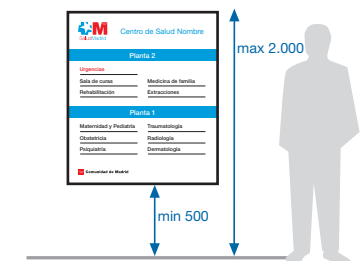 SaludMadrid
Centro de Salud Nombre
Planta 2
Urgencias
Sala de curas Medicina de familia
Rehabilitación Extracciones
Planta 1
Maternidad y Pediatría Traumatología
Obstetricia Radiología
Psiquiatría Dermatología
Comunidad de Madrid
max 2.000
min 500